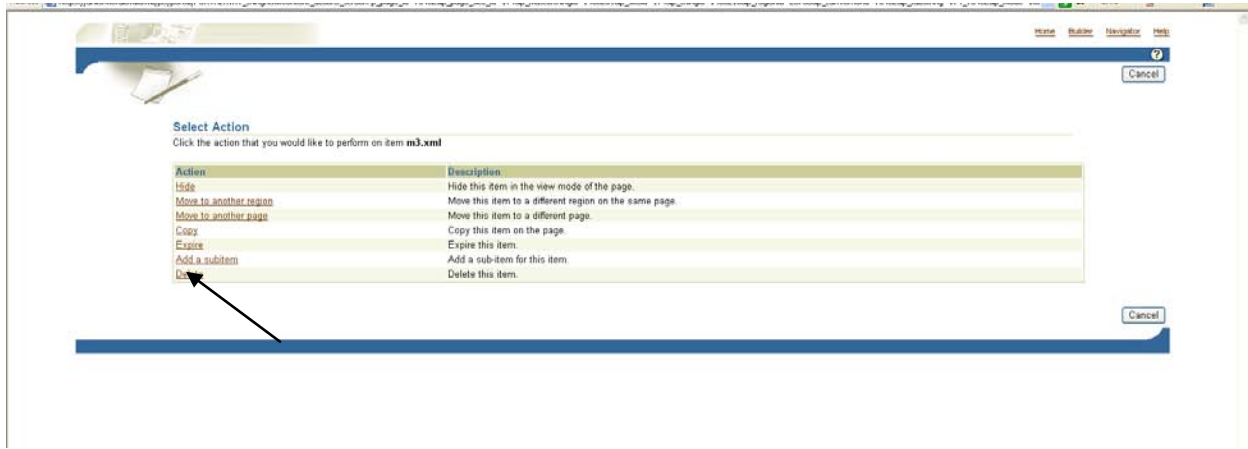 Home Builder Navigator Help
?
Cancel
Select Action
Click the action that you would like to perform on item m3.xml
Action Description
Hide Hide this item in the view mode of the page.
Move to another region Move this item to a different region on the same page.
Move to another page Move this item to a different page.
Copy Copy this item on the page.
Expire Expire this item.
Add a subitem Add a sub-item for this item.
Delete Delete this item.
Cancel